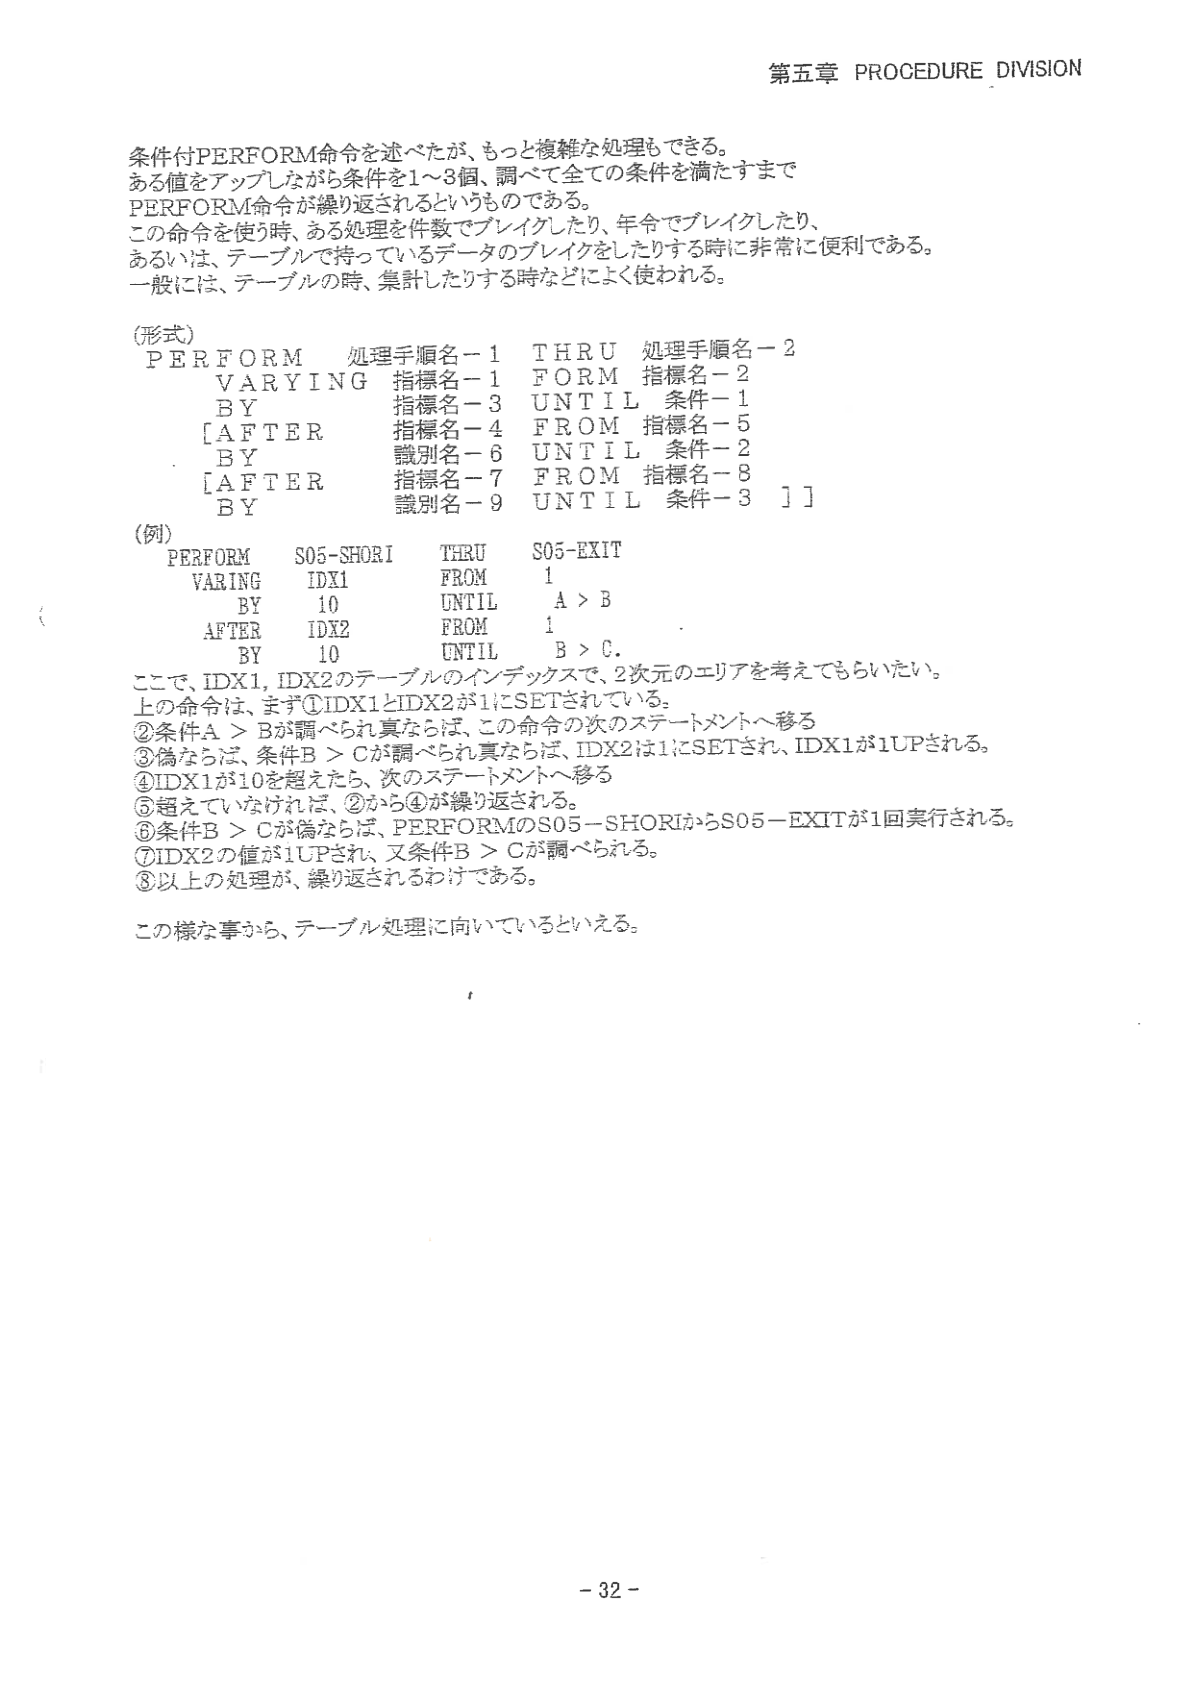 第五章 PROCEDURE DIVISION
条件付PERFORM命令を述べたが、もっと複雑な処理もできる。
ある値をアップしながら条件を1～3個、調べて全ての条件を満たすまで
PERFORM命令が繰り返されるというものである。
この命令を使う時、ある処理を件数でブレイクしたり、年令でブレイクしたり、
あるいは、テーブルで持っているデータのブレイクをしたりする時に非常に便利である。
一般には、テーブルの時、集計したりする時などによく使われる。
(形式)
ＰＥＲＦＯＲＭ 処理手順名－１ ＴＨＲＵ 処理手順名－２
ＶＡＲＹＩＮＧ 指標名－１ ＦＯＲＭ 指標名－２
ＢＹ 指標名－３ ＵＮＴＩＬ 条件－１
［ＡＦＴＥＲ 指標名－４ ＦＲＯＭ 指標名－５
ＢＹ 識別名－６ ＵＮＴＩＬ 条件－２
［ＡＦＴＥＲ 指標名－７ ＦＲＯＭ 指標名－８
ＢＹ 識別名－９ ＵＮＴＩＬ 条件－３ ］］
(例)
PERFORM S05-SHORI THRU S05-EXIT
VARING IDX1 FROM 1
BY 10 UNTIL A > B
AFTER IDX2 FROM 1
BY 10 UNTIL B > C.
ここで、IDX1, IDX2のテーブルのインデックスで、2次元のエリアを考えてもらいたい。
上の命令は、まず①IDX1とIDX2が1にSETされている。
②条件A > Bが調べられ真ならば、この命令の次のステートメントへ移る
③偽ならば、条件B > Cが調べられ真ならば、IDX2は1にSETされ、IDX1が1UPされる。
④IDX1が10を超えたら、次のステートメントへ移る
⑤超えていなければ、②から④が繰り返される。
⑥条件B > Cが偽ならば、PERFORMのS05－SHORIからS05－EXITが1回実行される。
⑦IDX2の値が1UPされ、又条件B > Cが調べられる。
⑧以上の処理が、繰り返されるわけである。
この様な事から、テーブル処理に向いているといえる。
- 32 -